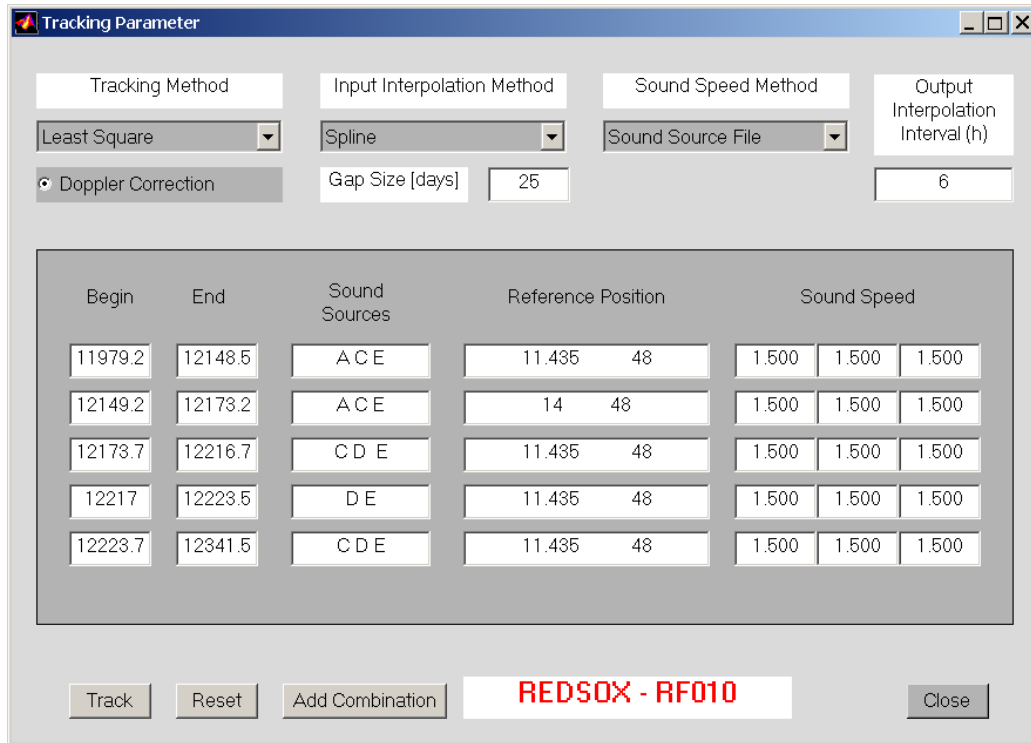 Tracking Parameter
Tracking Method
Input Interpolation Method
Sound Speed Method
Output
Interpolation
Interval (h)
Least Square
Spline
Sound Source File
Doppler Correction
Gap Size [days]
25
6
Begin
End
Sound
Sources
Reference Position
Sound Speed
11979.2 12148.5 A C E 11.435 48 1.500 1.500 1.500
12149.2 12173.2 A C E 14 48 1.500 1.500 1.500
12173.7 12216.7 C D E 11.435 48 1.500 1.500 1.500
12217 12223.5 D E 11.435 48 1.500 1.500 1.500
12223.7 12341.5 C D E 11.435 48 1.500 1.500 1.500
Track
Reset
Add Combination
REDSOX - RF010
Close